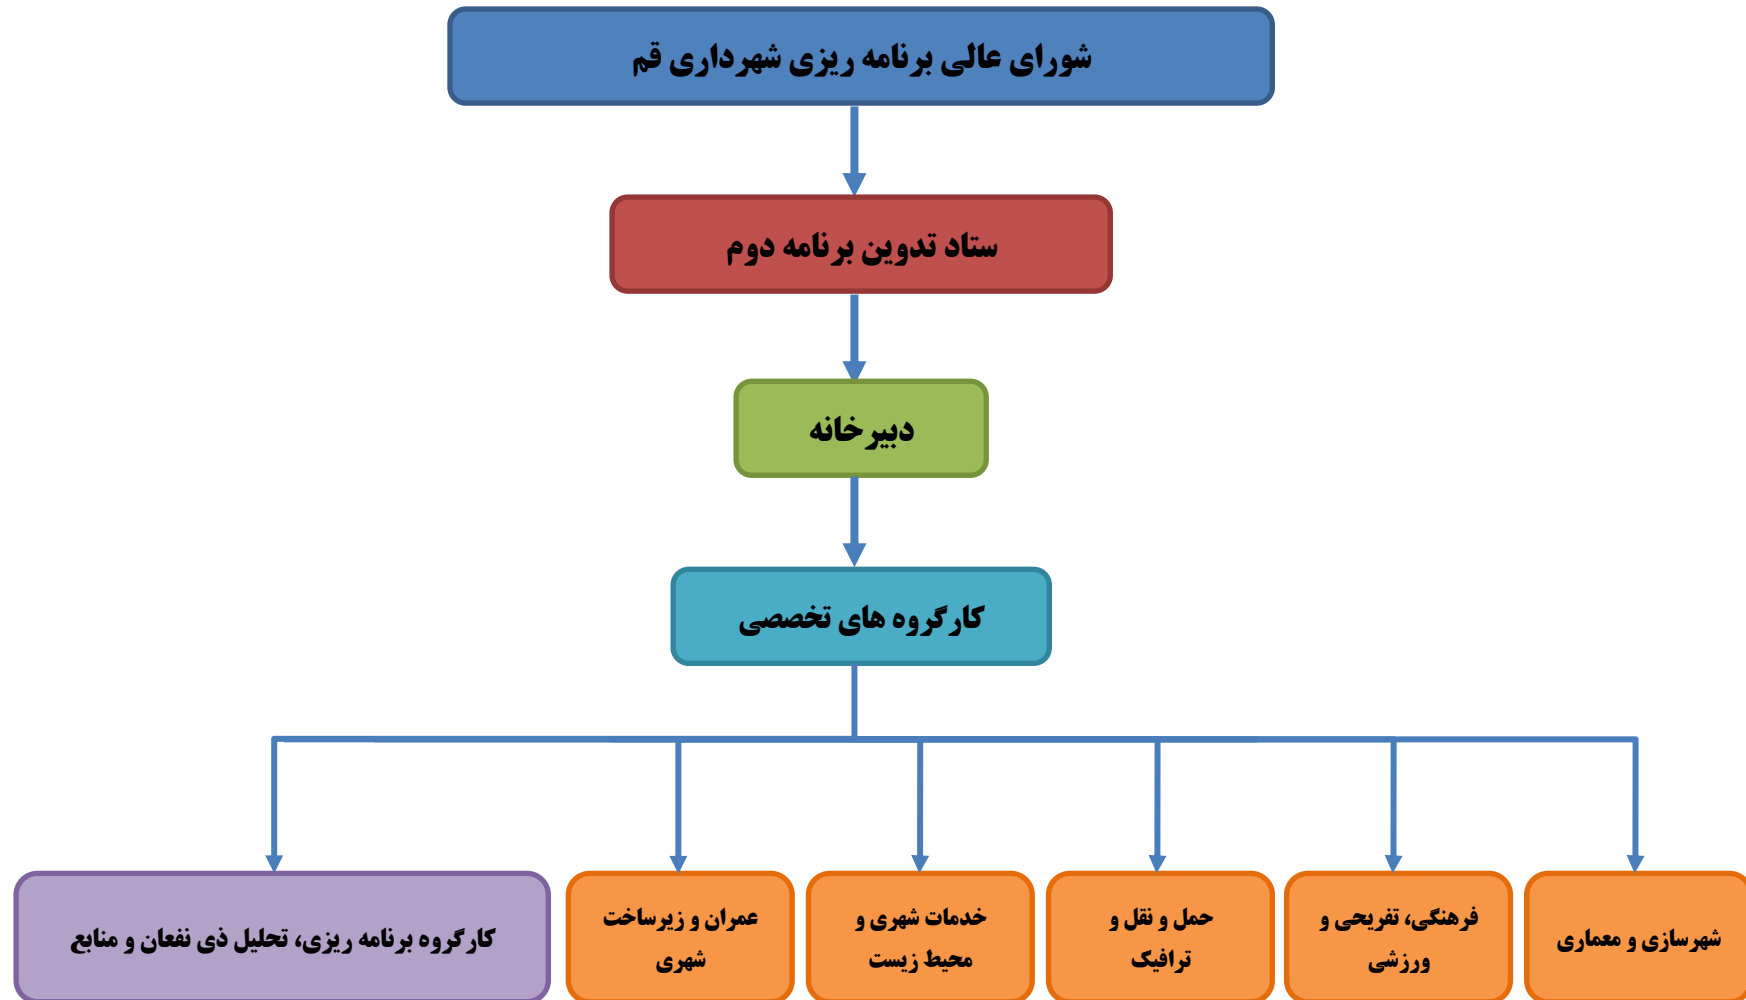 شورای عالی برنامه ریزی شهرداری قم
ستاد تدوین برنامه دوم
دبیرخانه
کارگروه های تخصصی
شهرسازی و معماری
فرهنگی، تفریحی و
ورزشی
حمل و نقل و
ترافیک
خدمات شهری و
محیط زیست
عمران و زیرساخت
شهری
کارگروه برنامه ریزی، تحلیل ذی نفعان و منابع